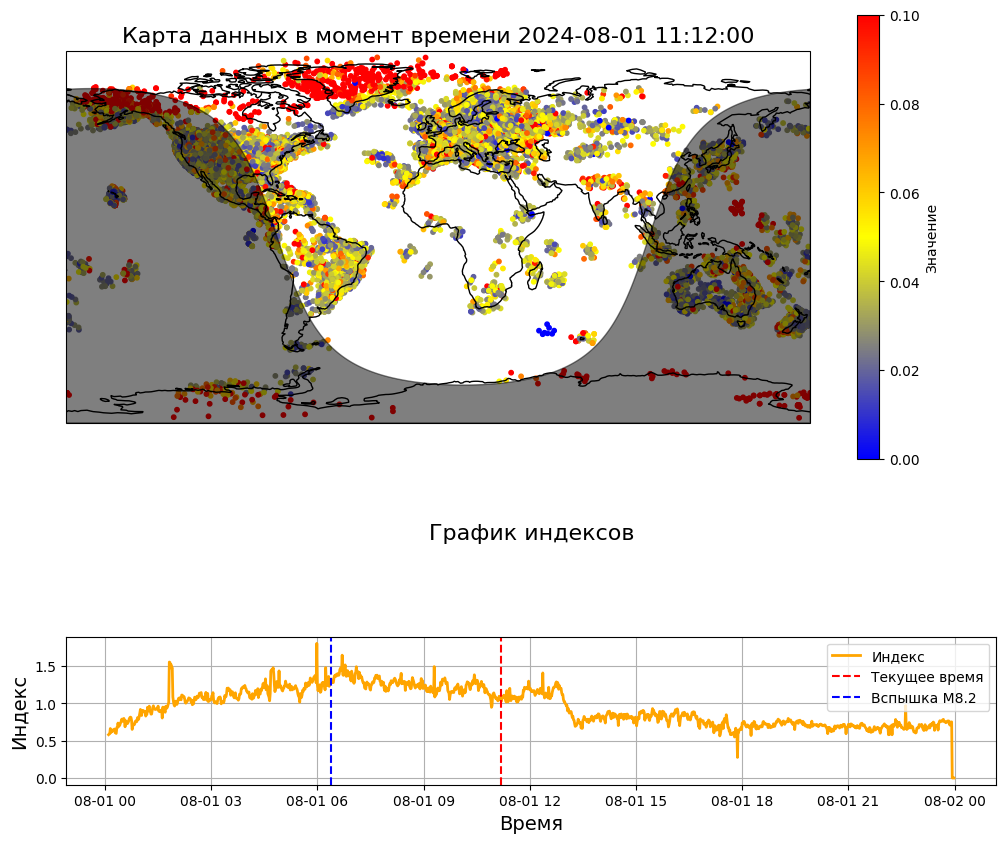 Карта данных в момент времени 2024-08-01 11:12:00
0.10
0.08
0.06
0.04
0.02
0.00
Значение
График индексов
Индекс
1.5
1.0
0.5
0.0
Индекс
Текущее время
Вспышка M8.2
08-01 00
08-01 03
08-01 06
08-01 09
08-01 12
08-01 15
08-01 18
08-01 21
08-02 00
Время